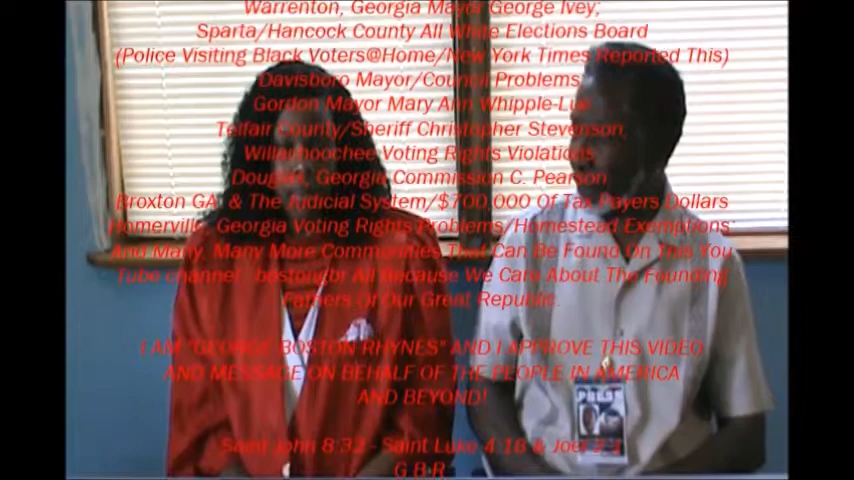 Warrenton, Georgia Mayor George Ivey;
Sparta/Hancock County All White Elections Board
(Police Visiting Black Voters@Home/New York Times Reported This)
Davisboro Mayor/Council Problems;
Gordon Mayor Mary Ann Whipple-Lue
Telfair County/Sheriff Christopher Stevenson,
Willachoochee Voting Rights Violations
Douglas, Georgia Commission C. Pearson
Broxton GA. & The Judicial System/$700,000 Of Tax Payers Dollars
Homerville, Georgia Voting Rights Problems/Homestead Exemptions
And Many, Many More Communities That Can Be Found On This You
Tube channel bostongbr All Because We Care About The Founding
Fathers Of Our Great Republic.
I AM "GEORGE BOSTON RHYNES" AND I APPROVE THIS VIDEO
AND MESSAGE ON BEHALF OF THE PEOPLE IN AMERICA
AND BEYOND!
Saint John 8:32 - Saint Luke 4:18 & Joel 2:1
G B R
PRESS